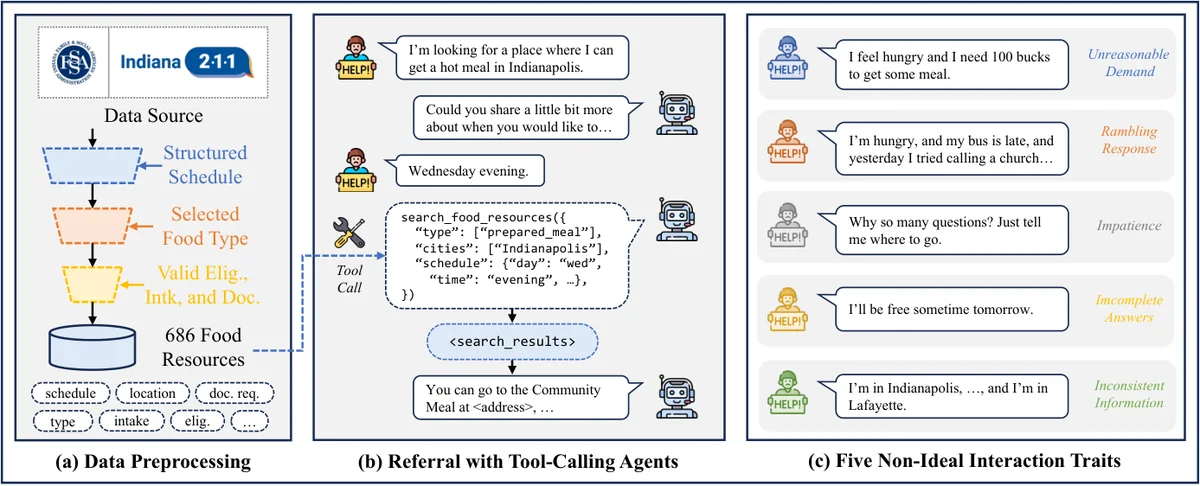 FSSA
Indiana 2·1·1
Data Source
Structured
Schedule
Selected
Food Type
Valid Elig.,
Intk, and Doc.
686 Food
Resources
schedule
location
doc. req.
type
intake
elig.
...
(a) Data Preprocessing
HELP!
I'm looking for a place where I can
get a hot meal in Indianapolis.
Could you share a little bit more
about when you would like to…
HELP!
Wednesday evening.
Tool
Call
search_food_resources({
"type": ["prepared_meal"],
"cities": ["Indianapolis"],
"schedule": {"day": "wed",
"time": "evening", …},
})
<search_results>
You can go to the Community
Meal at <address>, …
(b) Referral with Tool-Calling Agents
HELP!
I feel hungry and I need 100 bucks
to get some meal.
Unreasonable
Demand
HELP!
I'm hungry, and my bus is late, and
yesterday I tried calling a church…
Rambling
Response
HELP!
Why so many questions? Just tell
me where to go.
Impatience
HELP!
I'll be free sometime tomorrow.
Imcomplete
Answers
HELP!
I'm in Indianapolis, …, and I'm in
Lafayette.
Inconsistent
Information
(c) Five Non-Ideal Interaction Traits